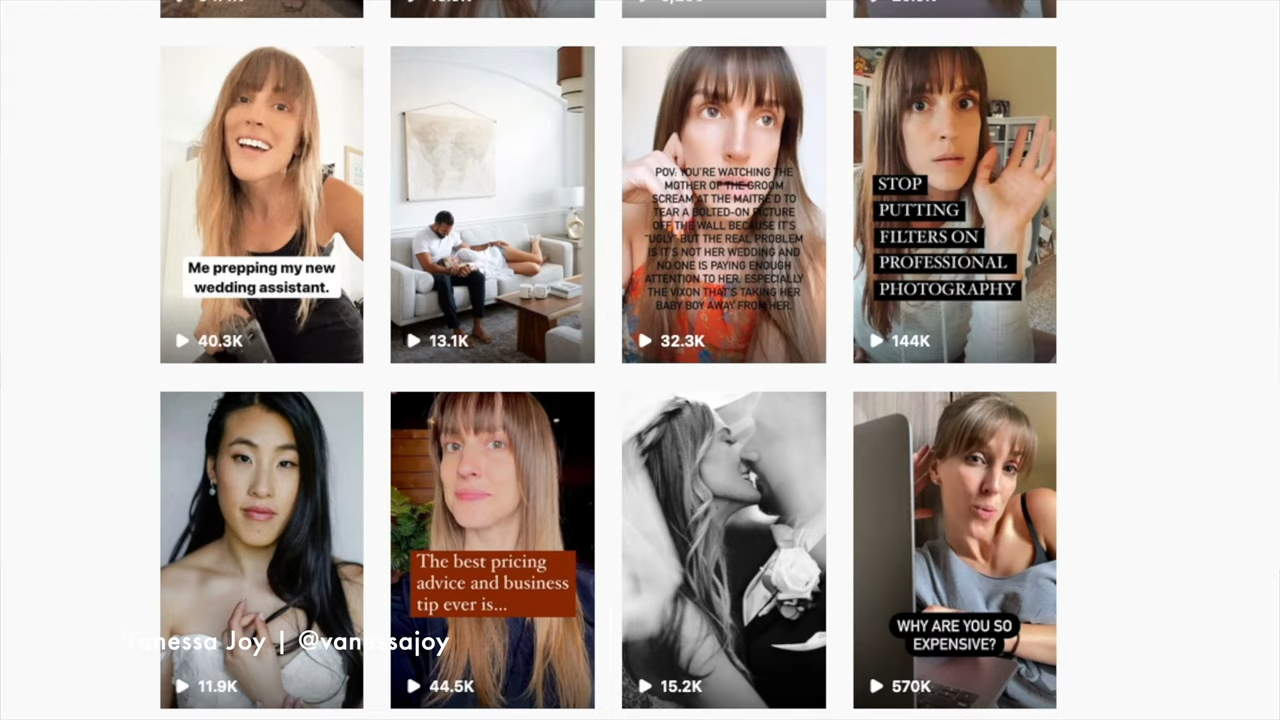 Me prepping my new
wedding assistant.
40.3K
13.1K
POV: YOU'RE WATCHING THE
MOTHER OF THE GROOM
SCREAM AT THE MAITRE'D TO
TEAR A BOLTED-ON PICTURE
OFF THE WALL BECAUSE IT'S
"UGLY" BUT THE REAL PROBLEM
IS IT'S NOT HER WEDDING AND
NO ONE IS PAYING ENOUGH
ATTENTION TO HER. ESPECIALLY
THE VIXON THAT'S TAKING HER
BABY BOY AWAY FROM HER.
32.3K
STOP
PUTTING
FILTERS ON
PROFESSIONAL
PHOTOGRAPHY
144K
11.9K
The best pricing
advice and business
tip ever is...
44.5K
15.2K
WHY ARE YOU SO
EXPENSIVE?
570K
Vanessa Joy | @vanessajoy